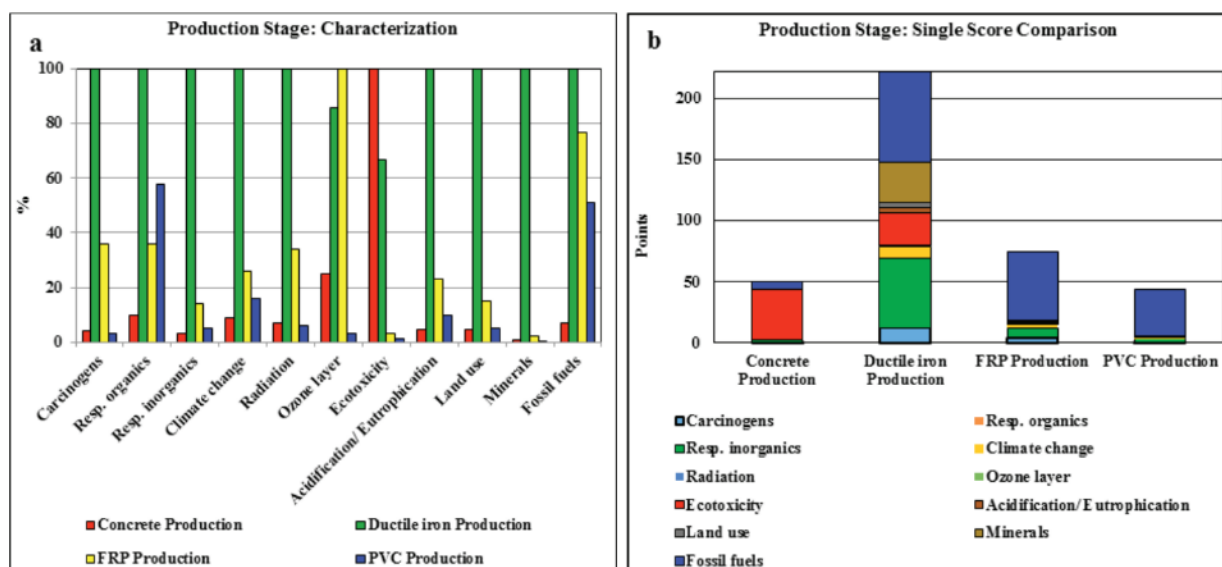 a
Production Stage: Characterization
100
80
60
40
20
0
%
Carcinogens
Resp. organics
Resp. inorganics
Climate change
Radiation
Ozone layer
Ecotoxicity
Acidification/ Eutrophication
Land use
Minerals
Fossil fuels
Concrete Production
Ductile iron Production
FRP Production
PVC Production
b
Production Stage: Single Score Comparison
200
150
100
50
0
Points
Concrete
Production
Ductile iron
Production
FRP Production
PVC Production
Carcinogens
Resp. organics
Resp. inorganics
Climate change
Radiation
Ozone layer
Ecotoxicity
Acidification/ Eutrophication
Land use
Minerals
Fossil fuels